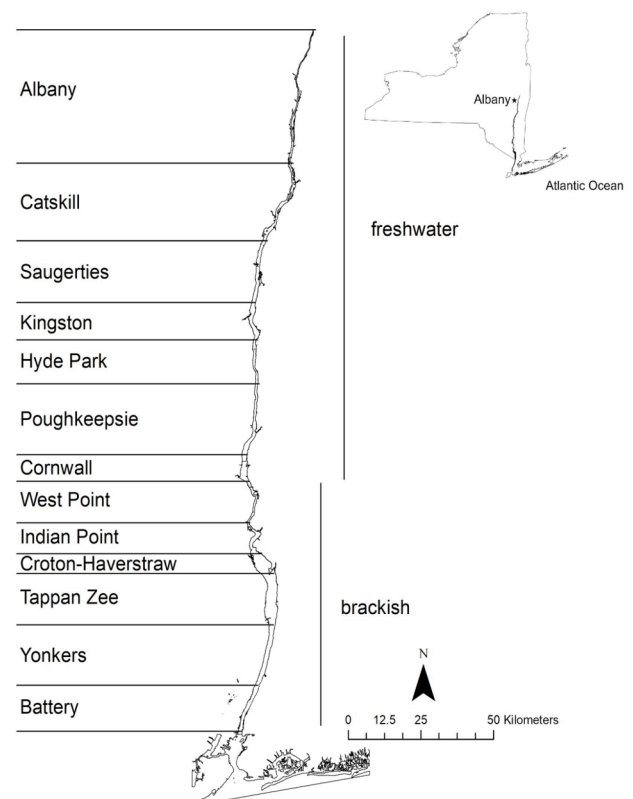 Albany
Catskill
Saugerties
Kingston
Hyde Park
Poughkeepsie
Cornwall
West Point
Indian Point
Croton-Haverstraw
Tappan Zee
Yonkers
Battery
freshwater
brackish
Albany
Atlantic Ocean
N
0 12.5 25 50 Kilometers